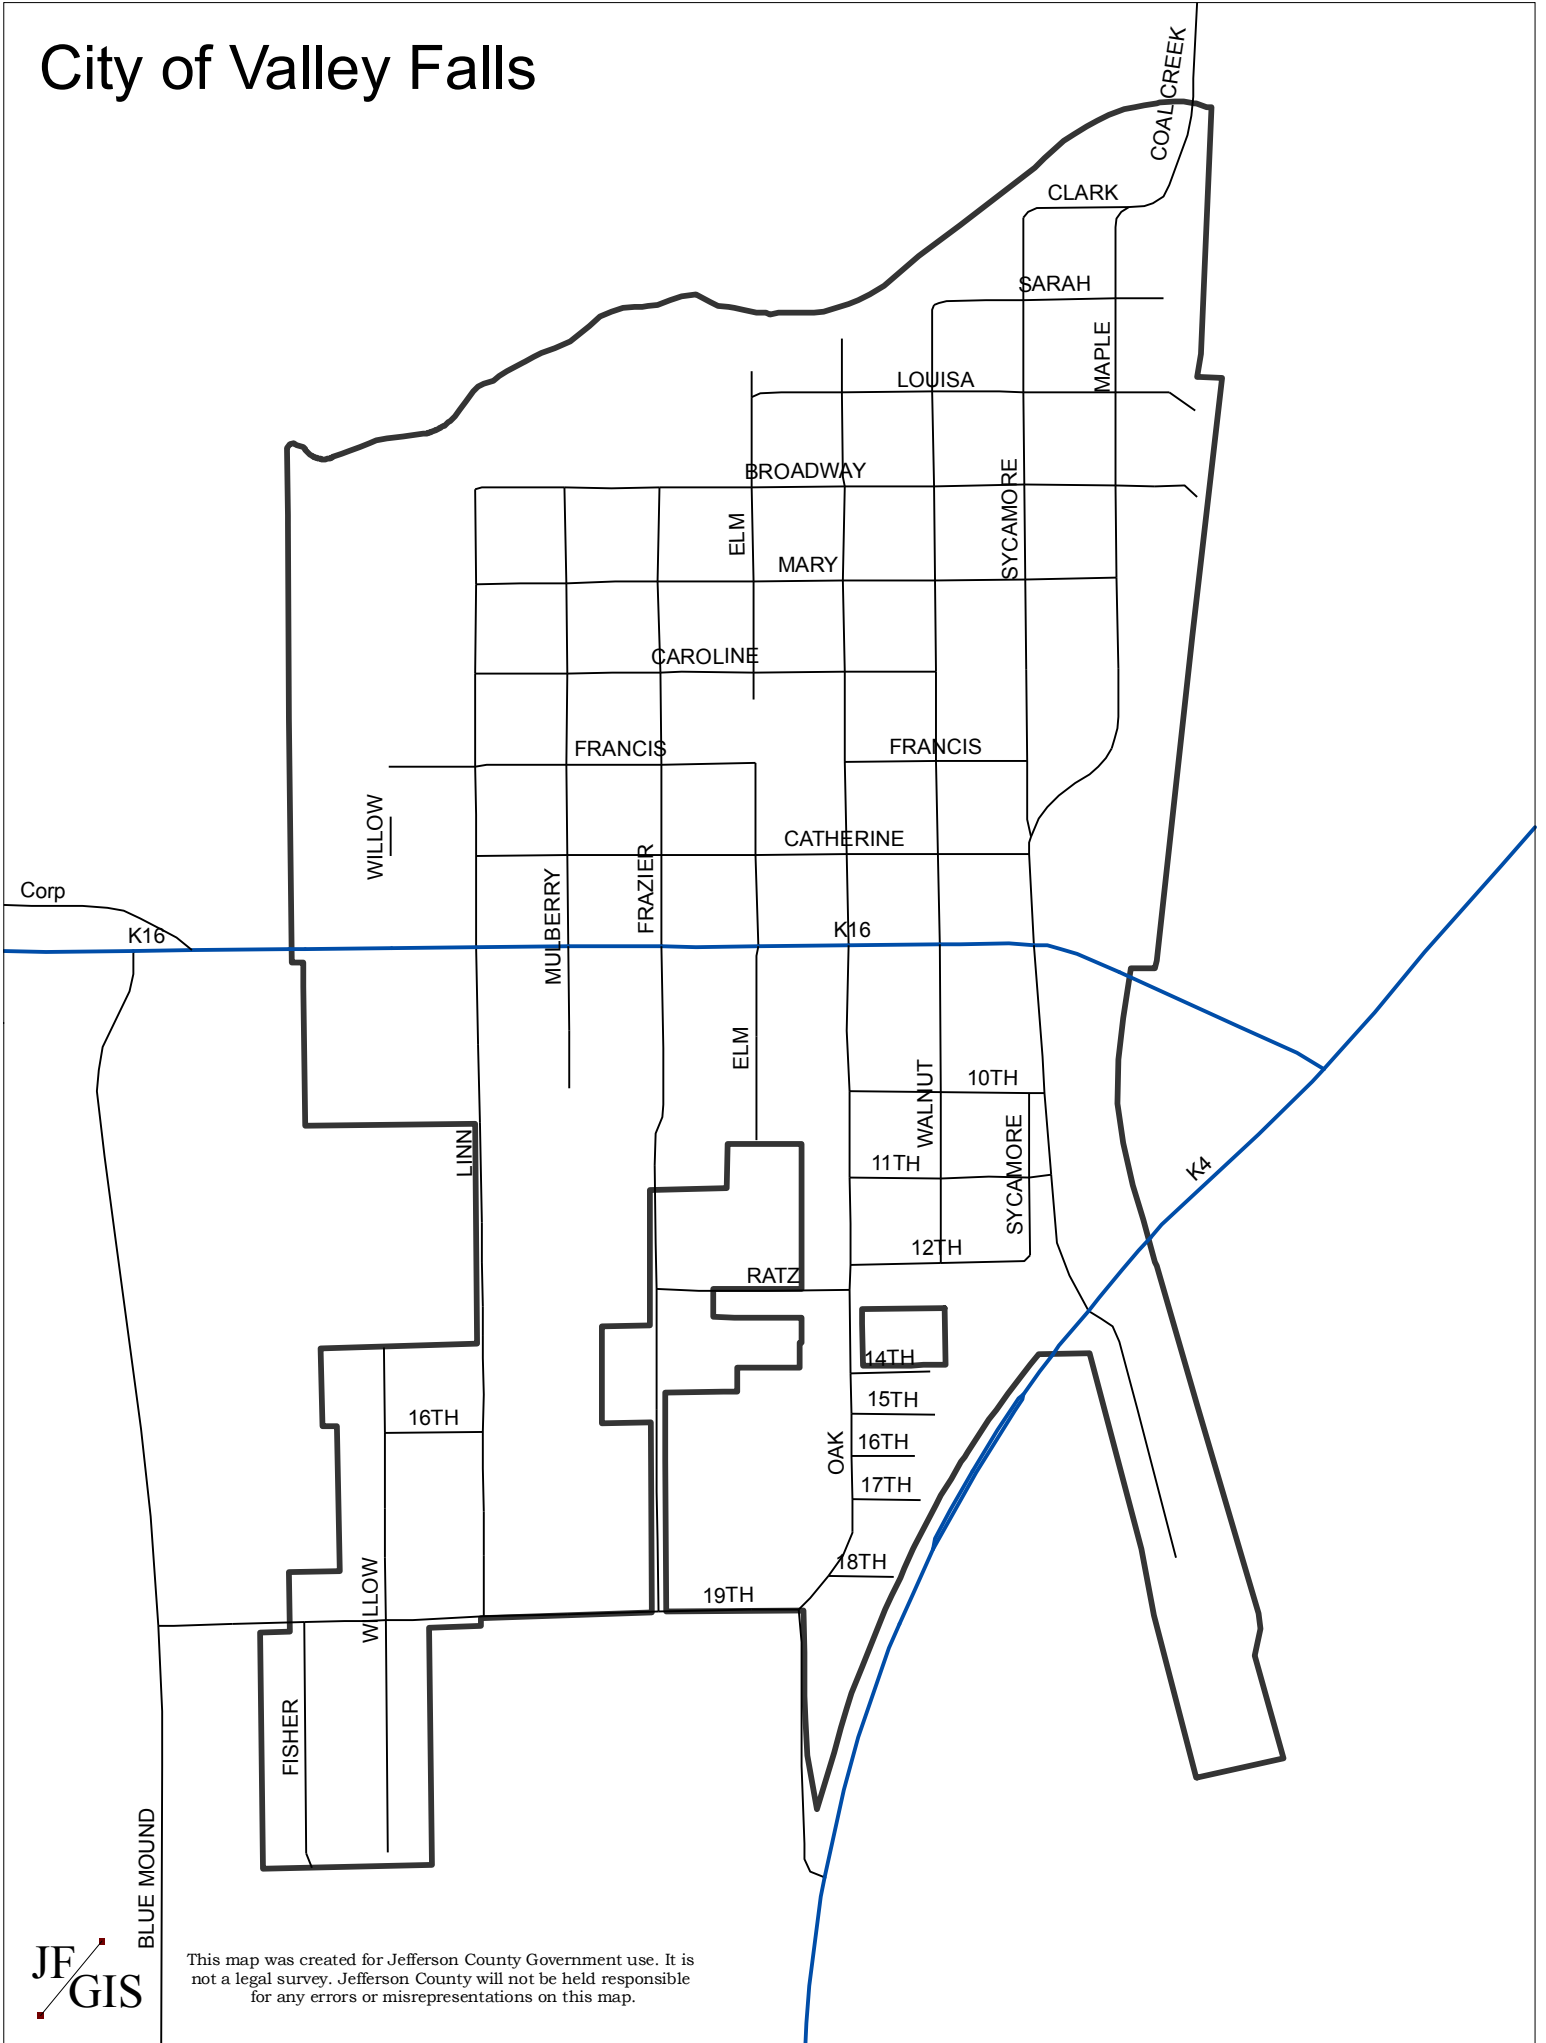 City of Valley Falls
COAL CREEK
CLARK
SARAH
MAPLE
LOUISA
BROADWAY
SYCAMORE
ELM
MARY
CAROLINE
FRANCIS
FRANCIS
WILLOW
CATHERINE
FRAZIER
MULBERRY
Corp
K16
K16
ELM
WALNUT
10TH
LINN
SYCAMORE
11TH
K4
12TH
RATZ
14TH
15TH
16TH
OAK
16TH
17TH
18TH
WILLOW
19TH
FISHER
BLUE MOUND
JF
GIS
This map was created for Jefferson County Government use. It is
not a legal survey. Jefferson County will not be held responsible
for any errors or misrepresentations on this map.